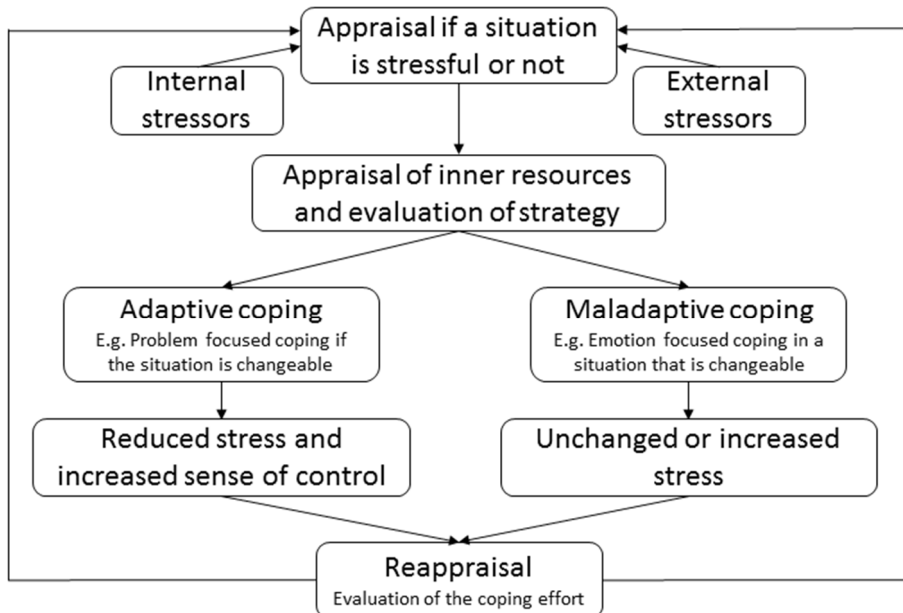 Appraisal if a situation
is stressful or not
Internal
stressors
External
stressors
Appraisal of inner resources
and evaluation of strategy
Adaptive coping
E.g. Problem focused coping if
the situation is changeable
Maladaptive coping
E.g. Emotion focused coping in a
situation that is changeable
Reduced stress and
increased sense of control
Unchanged or increased
stress
Reappraisal
Evaluation of the coping effort